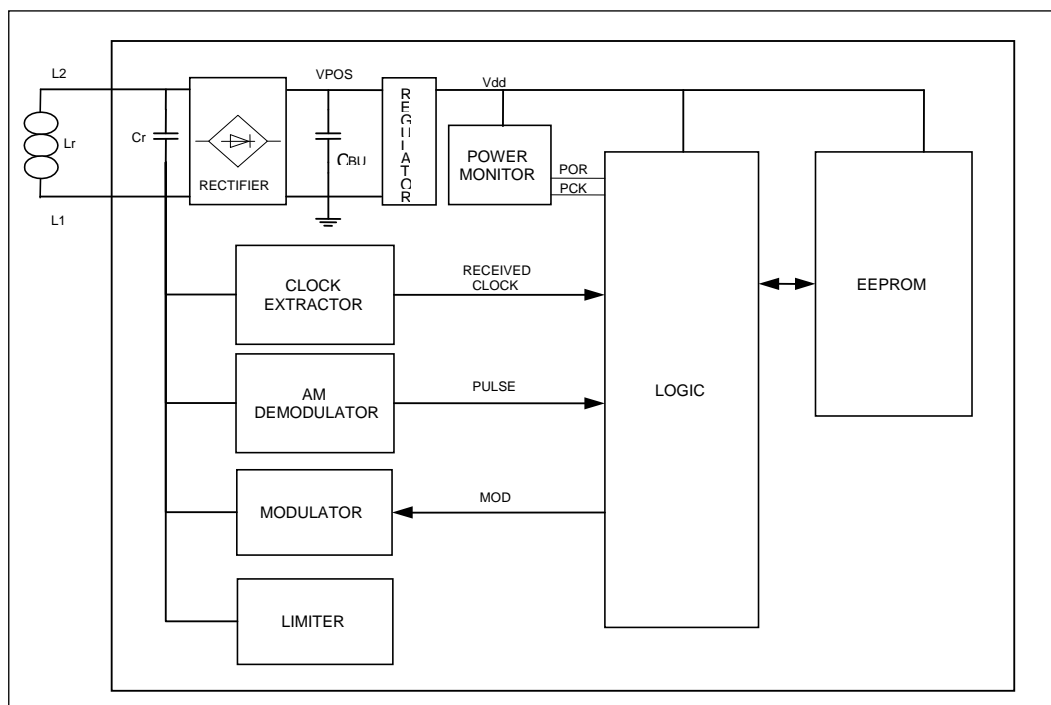 L2
VPOS
Vdd
Lr
Cr
CBU
REGULATOR
RECTIFIER
POWER
MONITOR
POR
PCK
L1
CLOCK
EXTRACTOR
RECEIVED
CLOCK
EEPROM
AM
DEMODULATOR
PULSE
LOGIC
MODULATOR
MOD
LIMITER